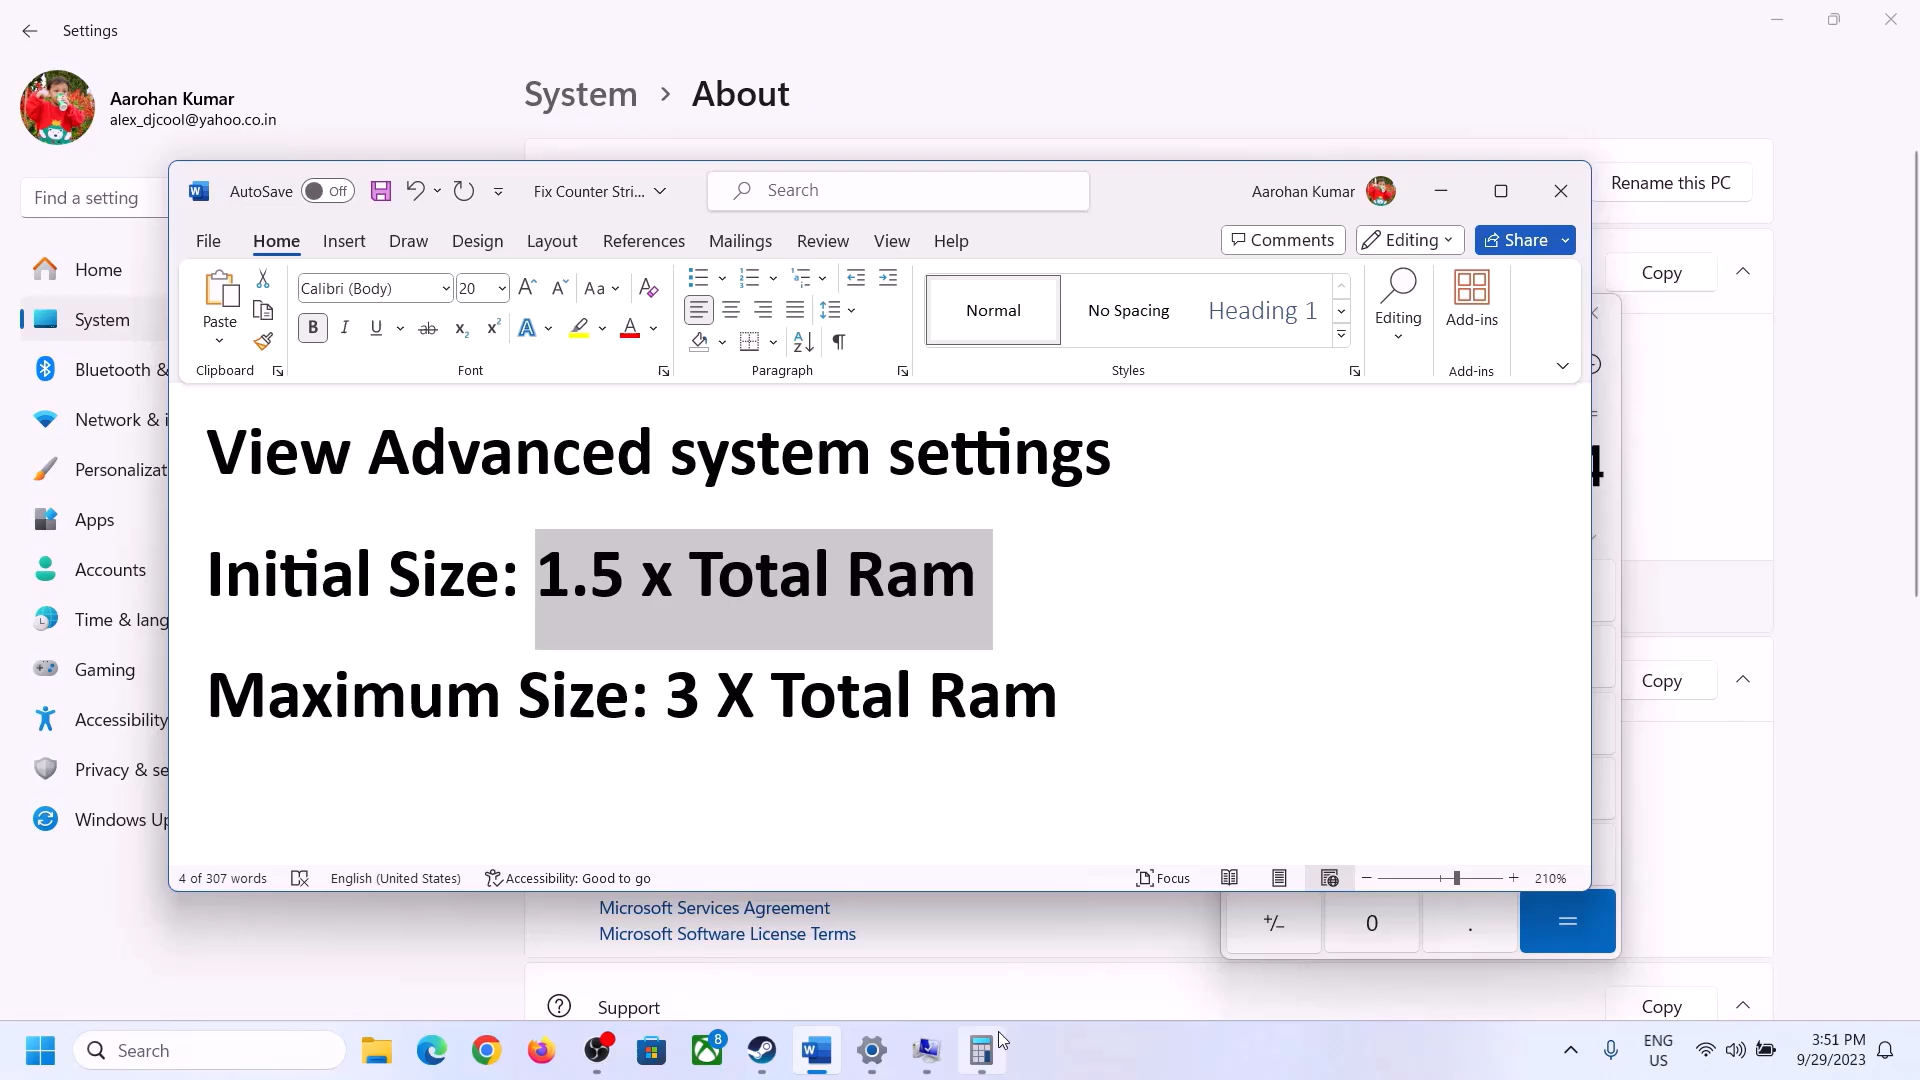 Settings
Aarohan Kumar
alex_djcool@yahoo.co.in
System > About
Find a setting
Rename this PC
AutoSave Off
Fix Counter Stri...
Search
Aarohan Kumar
File Home Insert Draw Design Layout References Mailings Review View Help
Comments Editing Share
Home
System
Bluetooth &
Network & i
Personalizat
Apps
Accounts
Time & lang
Gaming
Accessibility
Privacy & se
Windows Up
Paste
Calibri (Body) 20
Aa
B I U ab x₂ x² A A
Normal
No Spacing
Heading 1
Editing
Add-ins
Clipboard
Font
Paragraph
Styles
Add-ins
Copy
View Advanced system settings
Initial Size: 1.5 x Total Ram
Maximum Size: 3 X Total Ram
Copy
4 of 307 words
English (United States)
Accessibility: Good to go
Focus
210%
Microsoft Services Agreement
Microsoft Software License Terms
+/− 0 . =
Support
Copy
Search
8
ENG
US
3:51 PM
9/29/2023